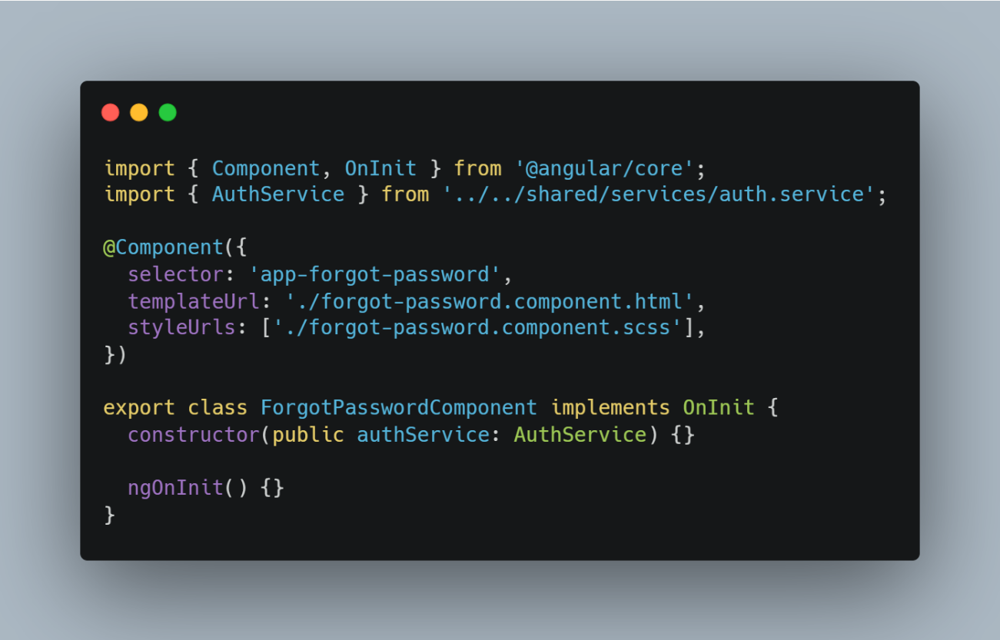 import { Component, OnInit } from '@angular/core';
import { AuthService } from '../../shared/services/auth.service';
@Component({
  selector: 'app-forgot-password',
  templateUrl: './forgot-password.component.html',
  styleUrls: ['./forgot-password.component.scss'],
})
export class ForgotPasswordComponent implements OnInit {
  constructor(public authService: AuthService) {}
  ngOnInit() {}
}